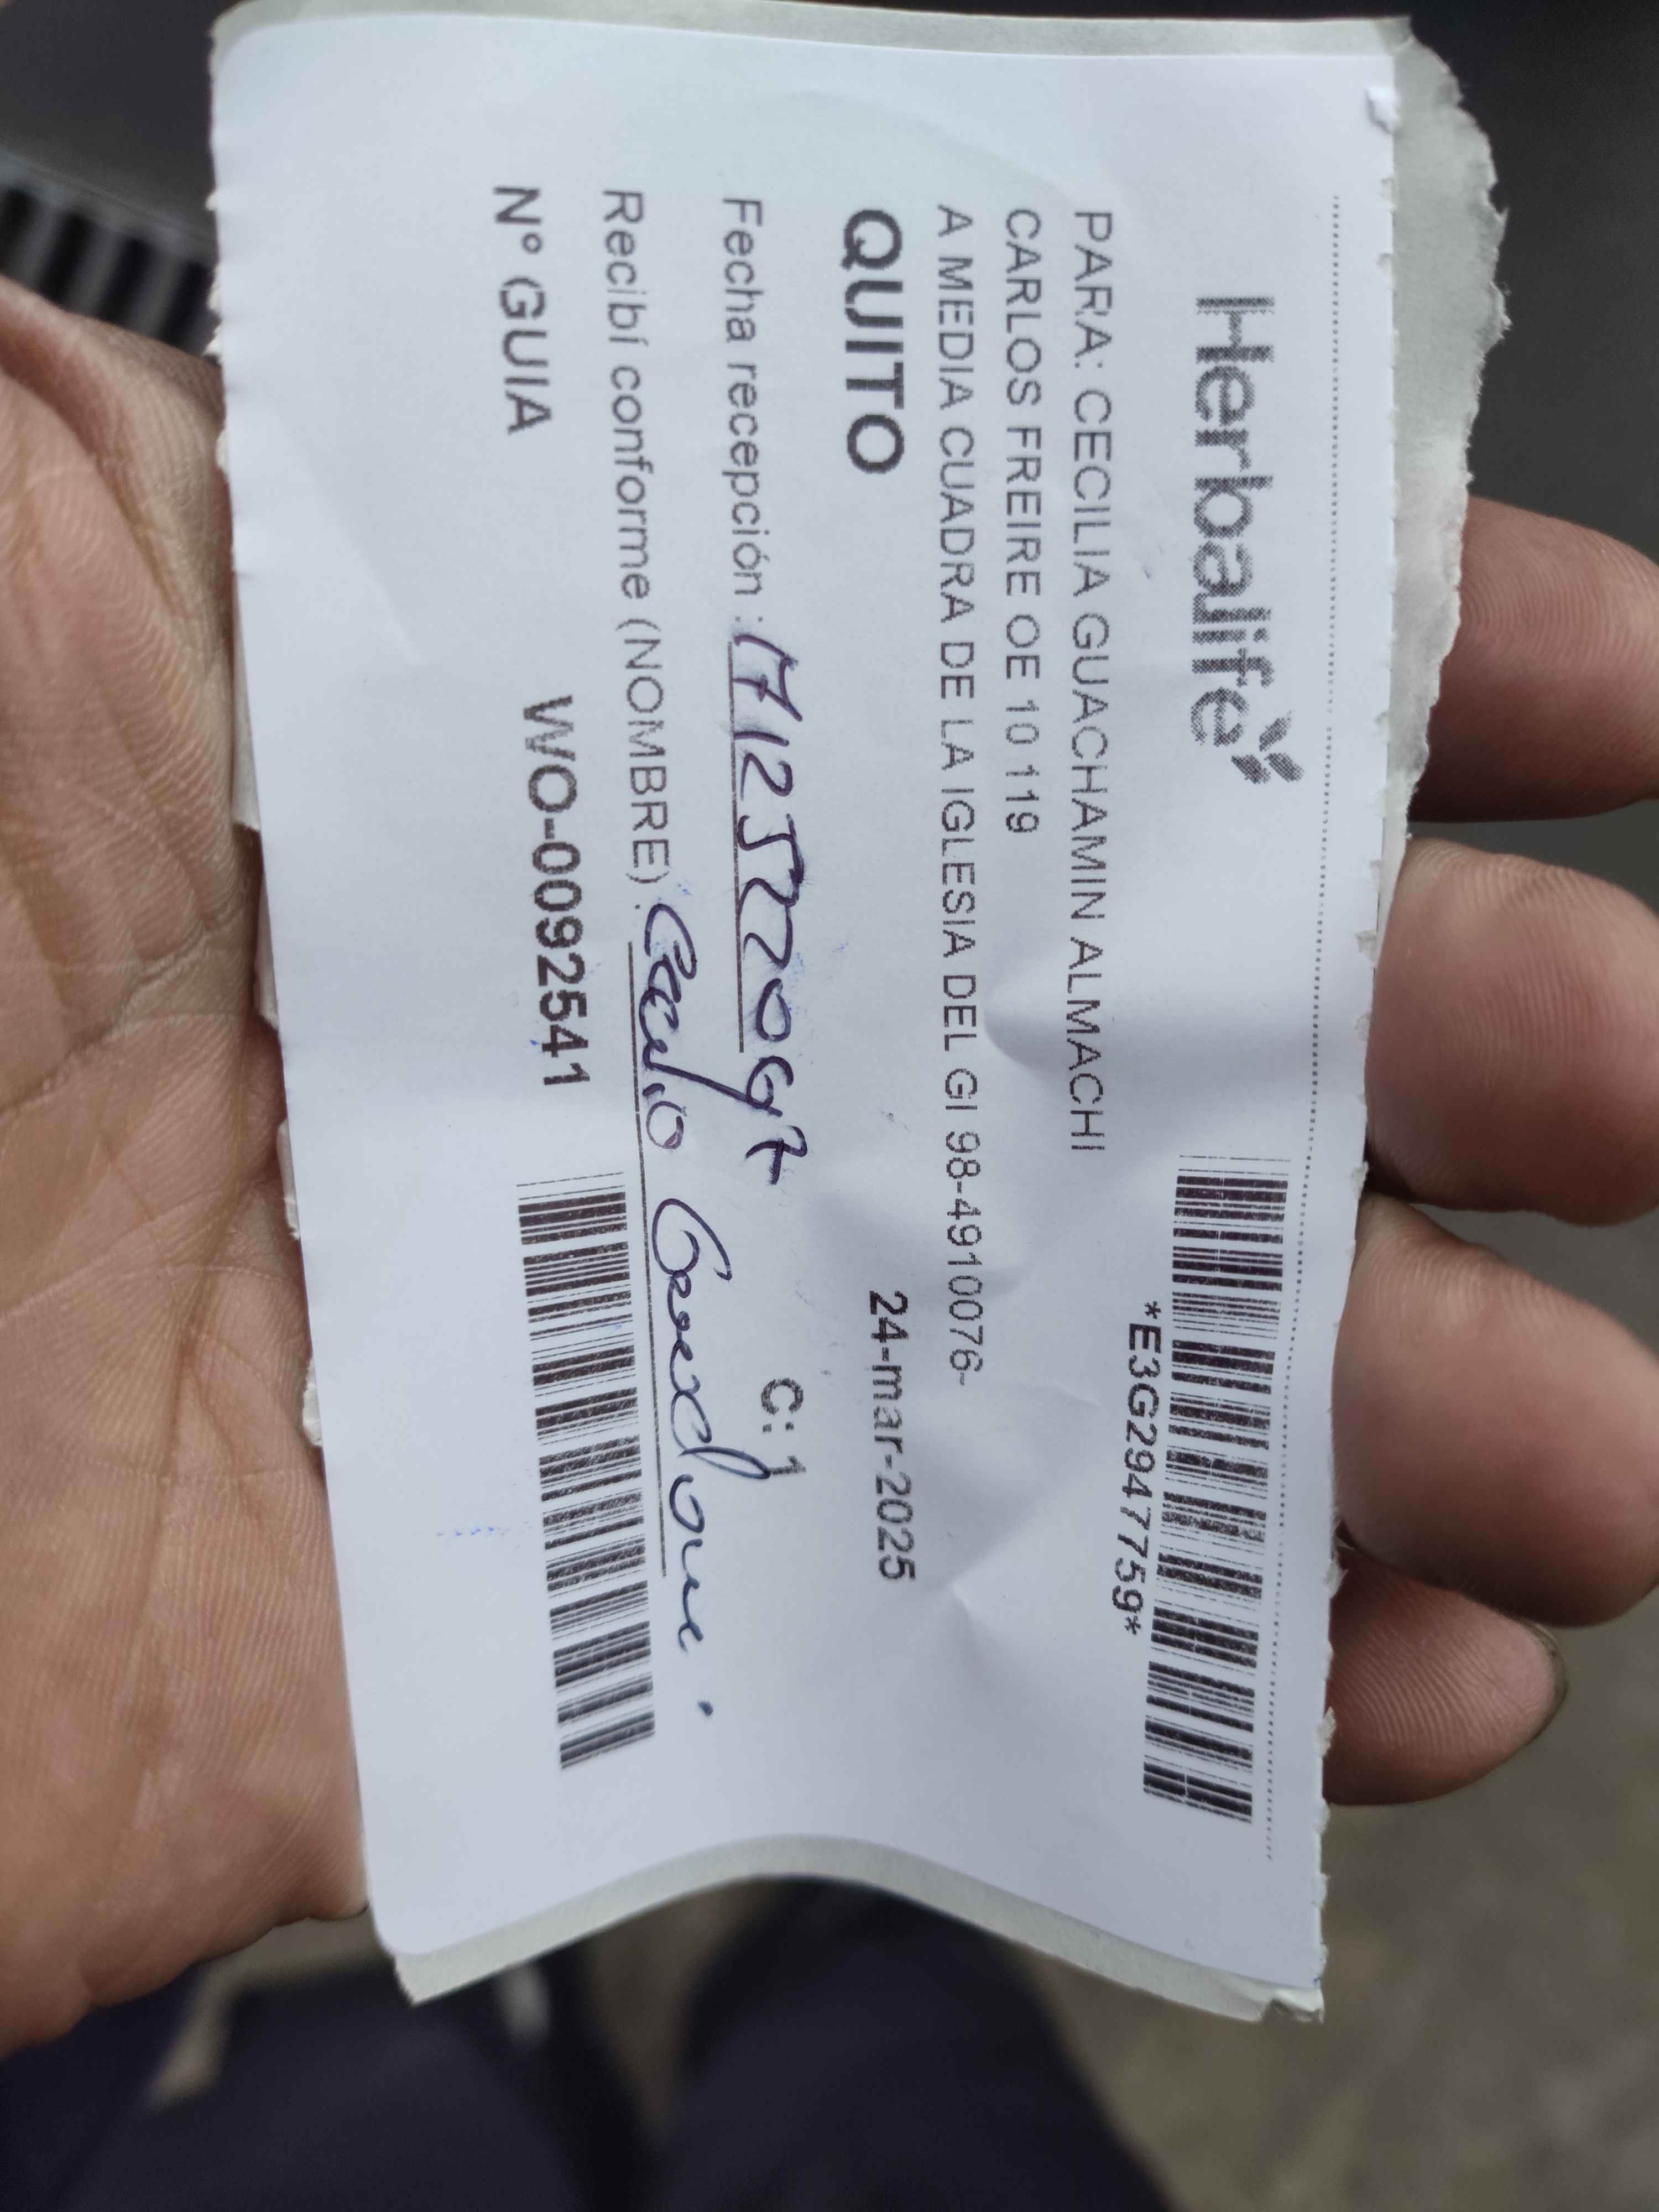 Herbalife
*E3G2947759*
PARA: CECILIA GUACHAMIN ALMACHI
CARLOS FREIRE OE 10 119
A MEDIA CUADRA DE LA IGLESIA DEL GI 98-4910076-
QUITO 24-mar-2025
Fecha recepción : C: 1
Recibí conforme (NOMBRE):
Nº GUIA WO-0092541